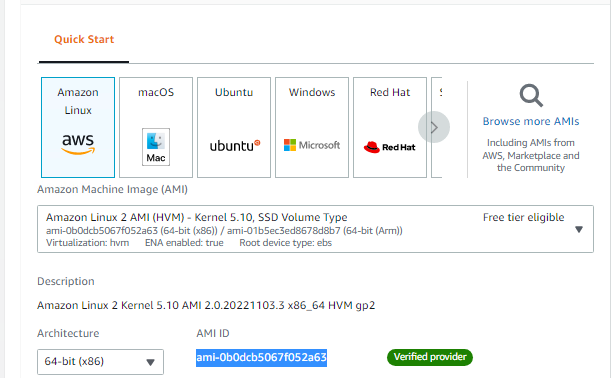 Quick Start
Amazon
Linux
aws
macOS
Mac
Ubuntu
ubuntu
Windows
Microsoft
Red Hat
Red Hat
S
Browse more AMIs
Including AMIs from
AWS, Marketplace and
the Community
Amazon Machine Image (AMI)
Amazon Linux 2 AMI (HVM) - Kernel 5.10, SSD Volume Type
Free tier eligible
ami-0b0dcb5067f052a63 (64-bit (x86)) / ami-01b5ec3ed8678d8b7 (64-bit (Arm))
Virtualization: hvm ENA enabled: true Root device type: ebs
Description
Amazon Linux 2 Kernel 5.10 AMI 2.0.20221103.3 x86_64 HVM gp2
Architecture
AMI ID
64-bit (x86)
ami-0b0dcb5067f052a63
Verified provider